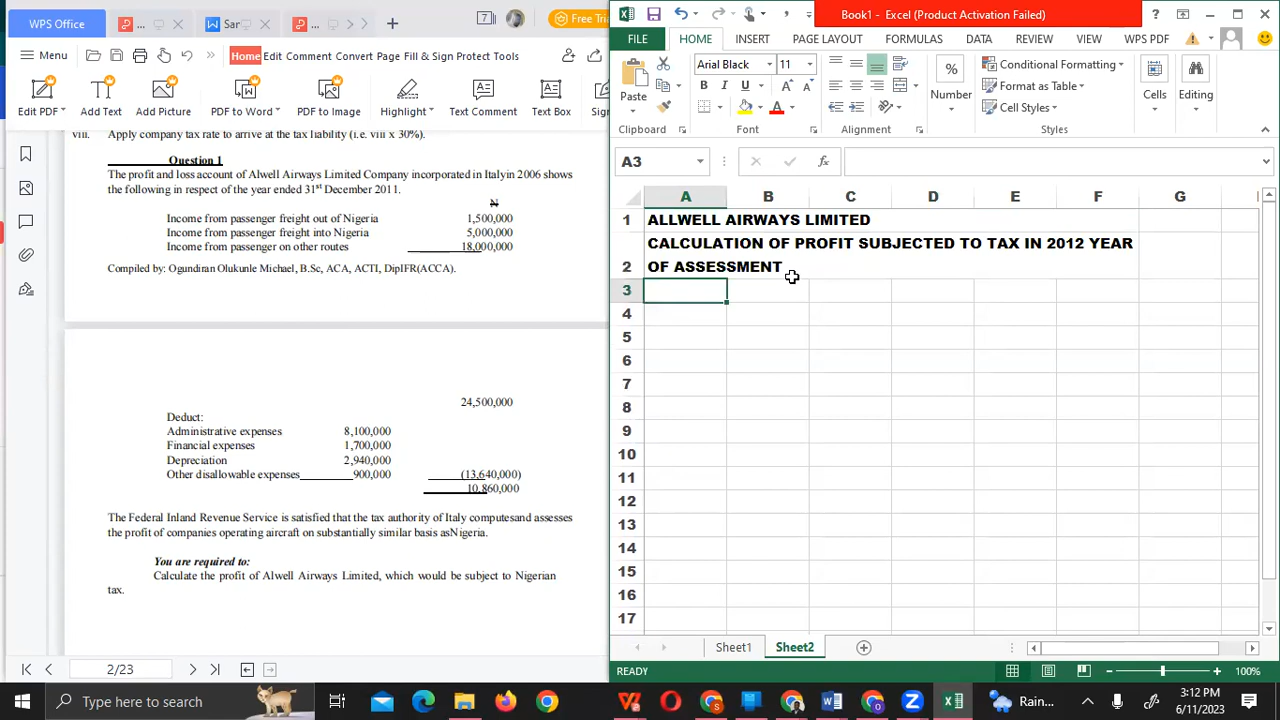 WPS Office
San
Free Tria
Menu
Home Edit Comment Convert Page Fill & Sign Protect Tools
Edit PDF
Add Text
Add Picture
PDF to Word
PDF to Image
Highlight
Text Comment
Text Box
Sign
viii. Apply company tax rate to arrive at the tax liability (i.e. viii x 30%).
Question 1
The profit and loss account of Alwell Airways Limited Company incorporated in Italyin 2006 shows
the following in respect of the year ended 31st December 2011.
N
Income from passenger freight out of Nigeria 1,500,000
Income from passenger freight into Nigeria 5,000,000
Income from passenger on other routes 18,000,000
Compiled by: Ogundiran Olukunle Michael, B.Sc, ACA, ACTI, DipIFR(ACCA).
24,500,000
Deduct:
Administrative expenses 8,100,000
Financial expenses 1,700,000
Depreciation 2,940,000
Other disallowable expenses 900,000 (13,640,000)
10,860,000
The Federal Inland Revenue Service is satisfied that the tax authority of Italy computesand assesses
the profit of companies operating aircraft on substantially similar basis asNigeria.
You are required to:
Calculate the profit of Alwell Airways Limited, which would be subject to Nigerian
tax.
2/23
Book1 - Excel (Product Activation Failed)
FILE HOME INSERT PAGE LAYOUT FORMULAS DATA REVIEW VIEW WPS PDF
Arial Black 11
Paste
B I U
Number
Conditional Formatting
Format as Table
Cell Styles
Cells
Editing
Clipboard Font Alignment Styles
A3
A B C D E F G
1 ALLWELL AIRWAYS LIMITED
CALCULATION OF PROFIT SUBJECTED TO TAX IN 2012 YEAR
2 OF ASSESSMENT
3
4
5
6
7
8
9
10
11
12
13
14
15
16
17
Sheet1 Sheet2
READY 100%
Type here to search
Rain...
3:12 PM
6/11/2023